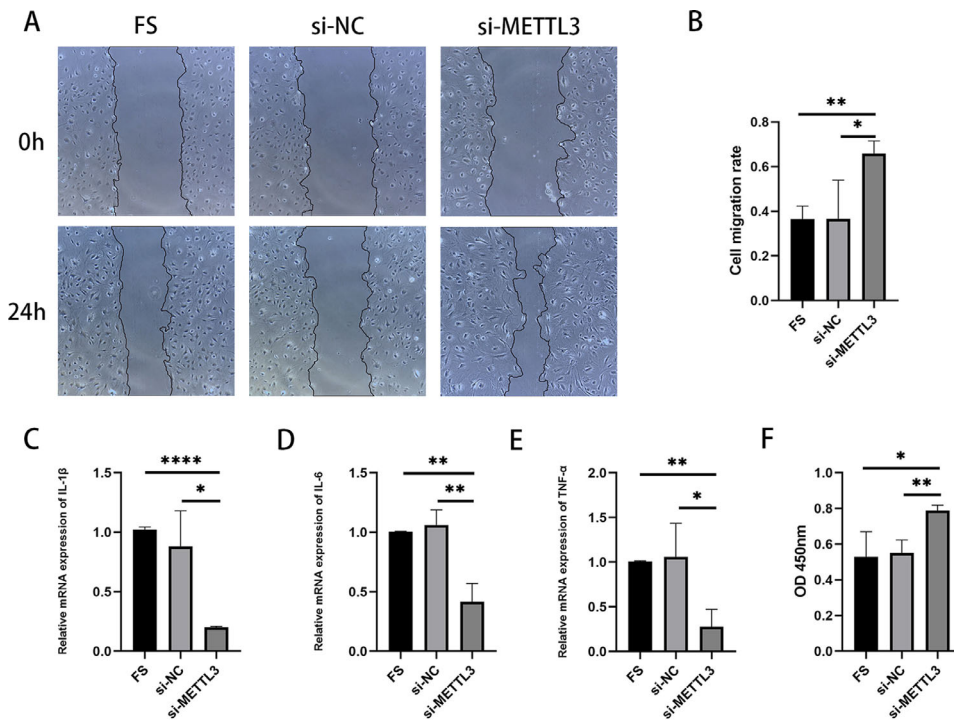 A
FS
si-NC
si-METTL3
0h
24h
B
**
*
Cell migration rate
0.8
0.6
0.4
0.2
0.0
FS
si-NC
si-METTL3
C
****
*
Relative mRNA expression of IL-1β
1.5
1.0
0.5
0.0
FS
si-NC
si-METTL3
D
**
**
Relative mRNA expression of IL-6
1.5
1.0
0.5
0.0
FS
si-NC
si-METTL3
E
**
*
Relative mRNA expression of TNF-α
2.0
1.5
1.0
0.5
0.0
FS
si-NC
si-METTL3
F
*
**
OD 450nm
1.0
0.8
0.6
0.4
0.2
0.0
FS
si-NC
si-METTL3